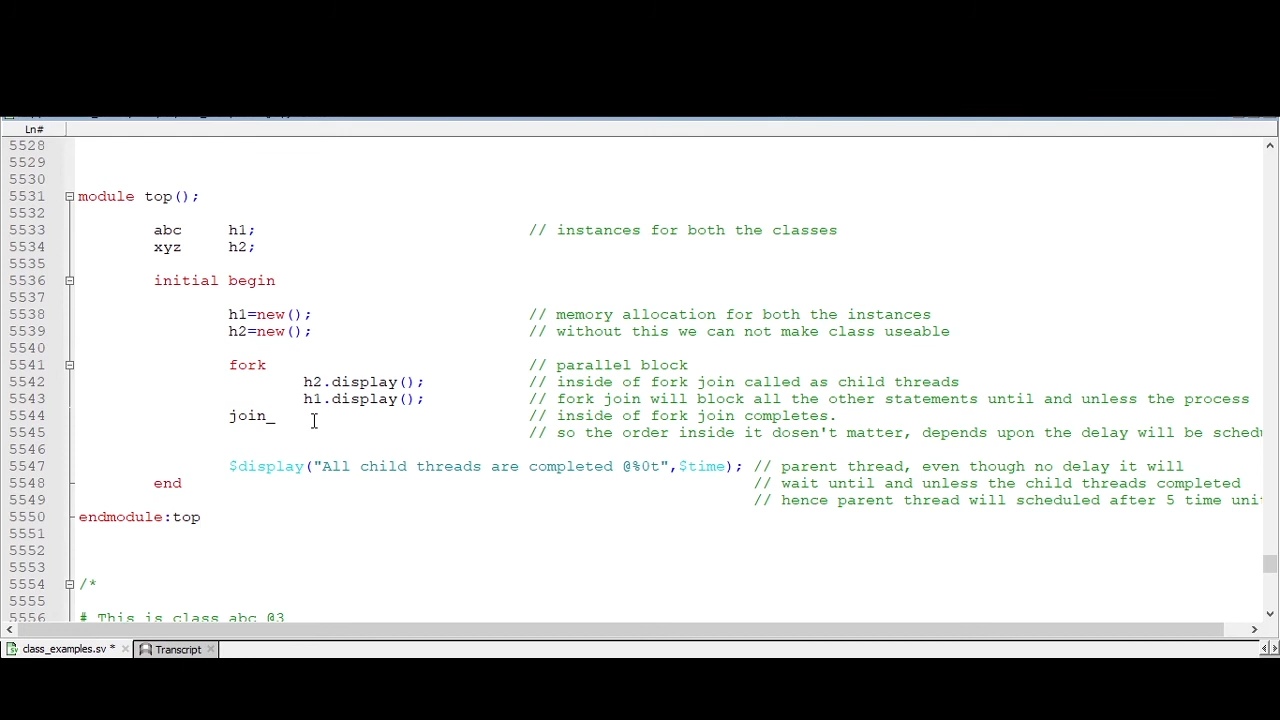 Ln#
5528
5529
5530
5531 module top();
5532
5533 abc h1; // instances for both the classes
5534 xyz h2;
5535
5536 initial begin
5537
5538 h1=new(); // memory allocation for both the instances
5539 h2=new(); // without this we can not make class useable
5540
5541 fork // parallel block
5542 h2.display(); // inside of fork join called as child threads
5543 h1.display(); // fork join will block all the other statements until and unless the process
5544 join_ // inside of fork join completes.
5545 // so the order inside it dosen't matter, depends upon the delay will be schedu
5546
5547 $display("All child threads are completed @%0t",$time); // parent thread, even though no delay it will
5548 end // wait until and unless the child threads completed
5549 // hence parent thread will scheduled after 5 time unit
5550 endmodule:top
5551
5552
5553
5554 /*
5555
5556 # This is class abc @3
class_examples.sv * Transcript